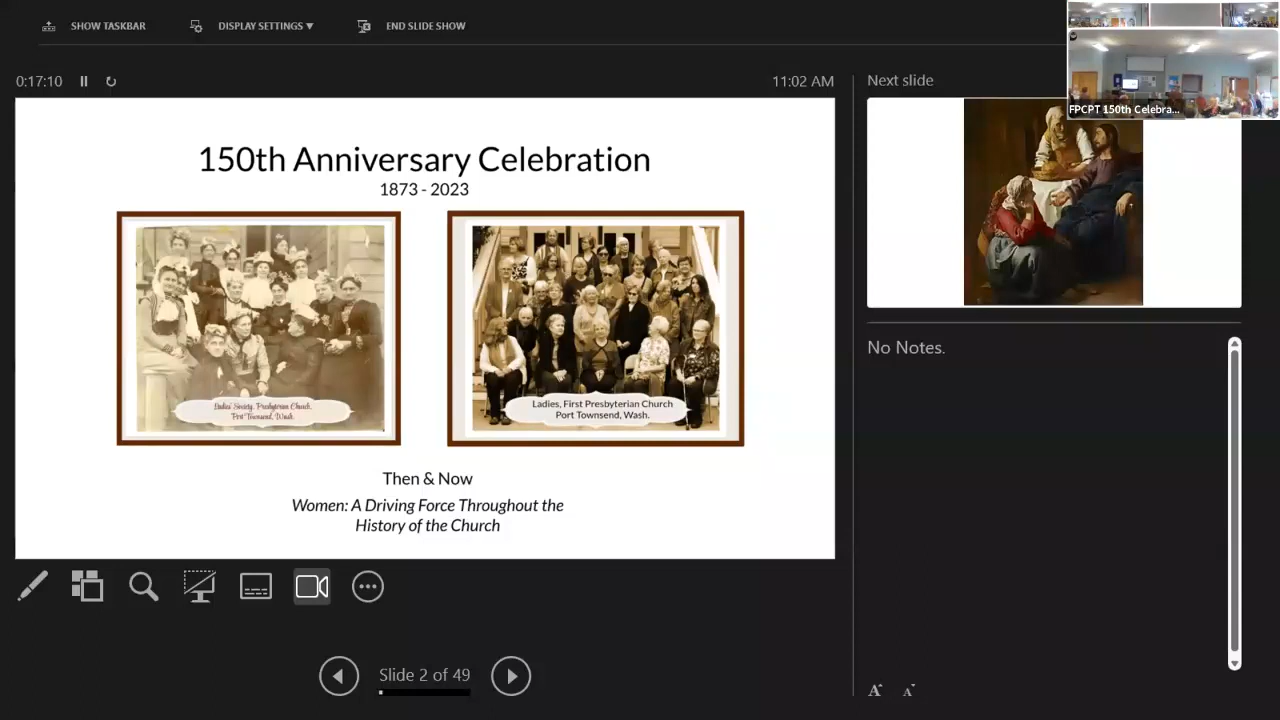 SHOW TASKBAR
DISPLAY SETTINGS ▼
END SLIDE SHOW
0:17:10
11:02 AM
Next slide
FPCPT 150th Celebra...
150th Anniversary Celebration
1873 - 2023
Ladies' Society, Presbyterian Church,
Port Townsend, Wash.
Ladies, First Presbyterian Church
Port Townsend, Wash.
Then & Now
Women: A Driving Force Throughout the
History of the Church
No Notes.
Slide 2 of 49
A A